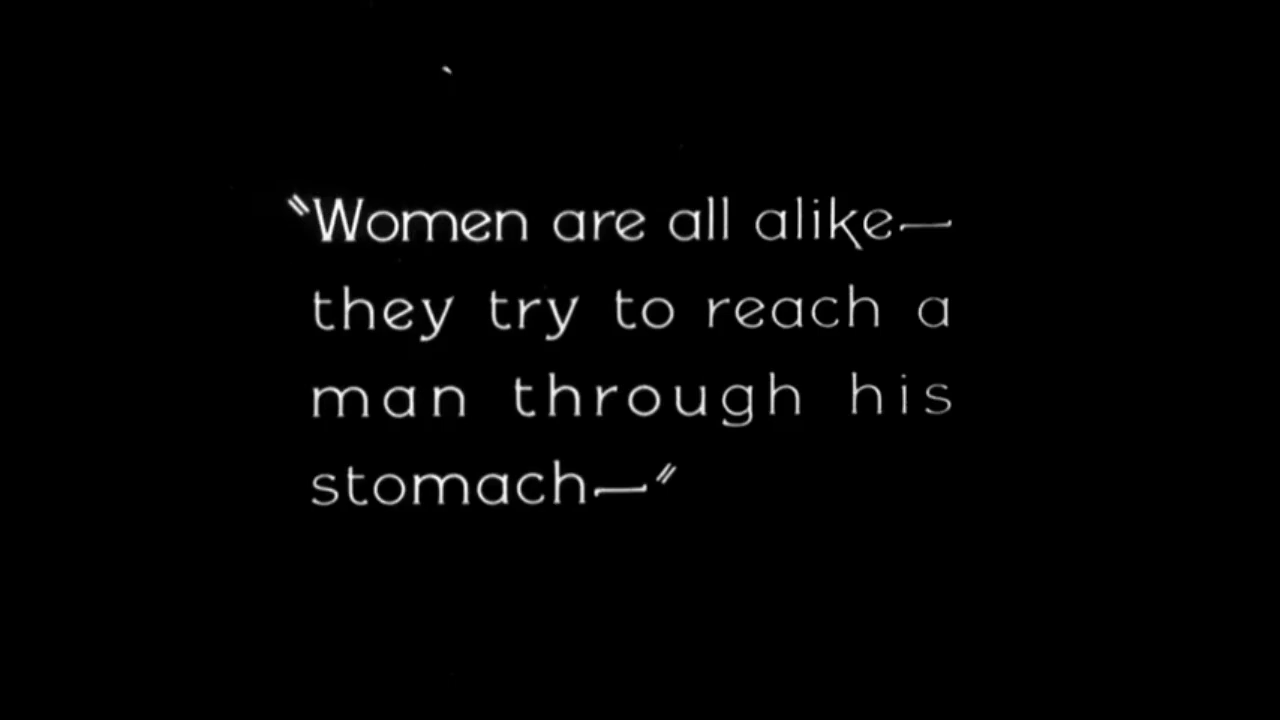 "Women are all alike—
they try to reach a
man through his
stomach—"